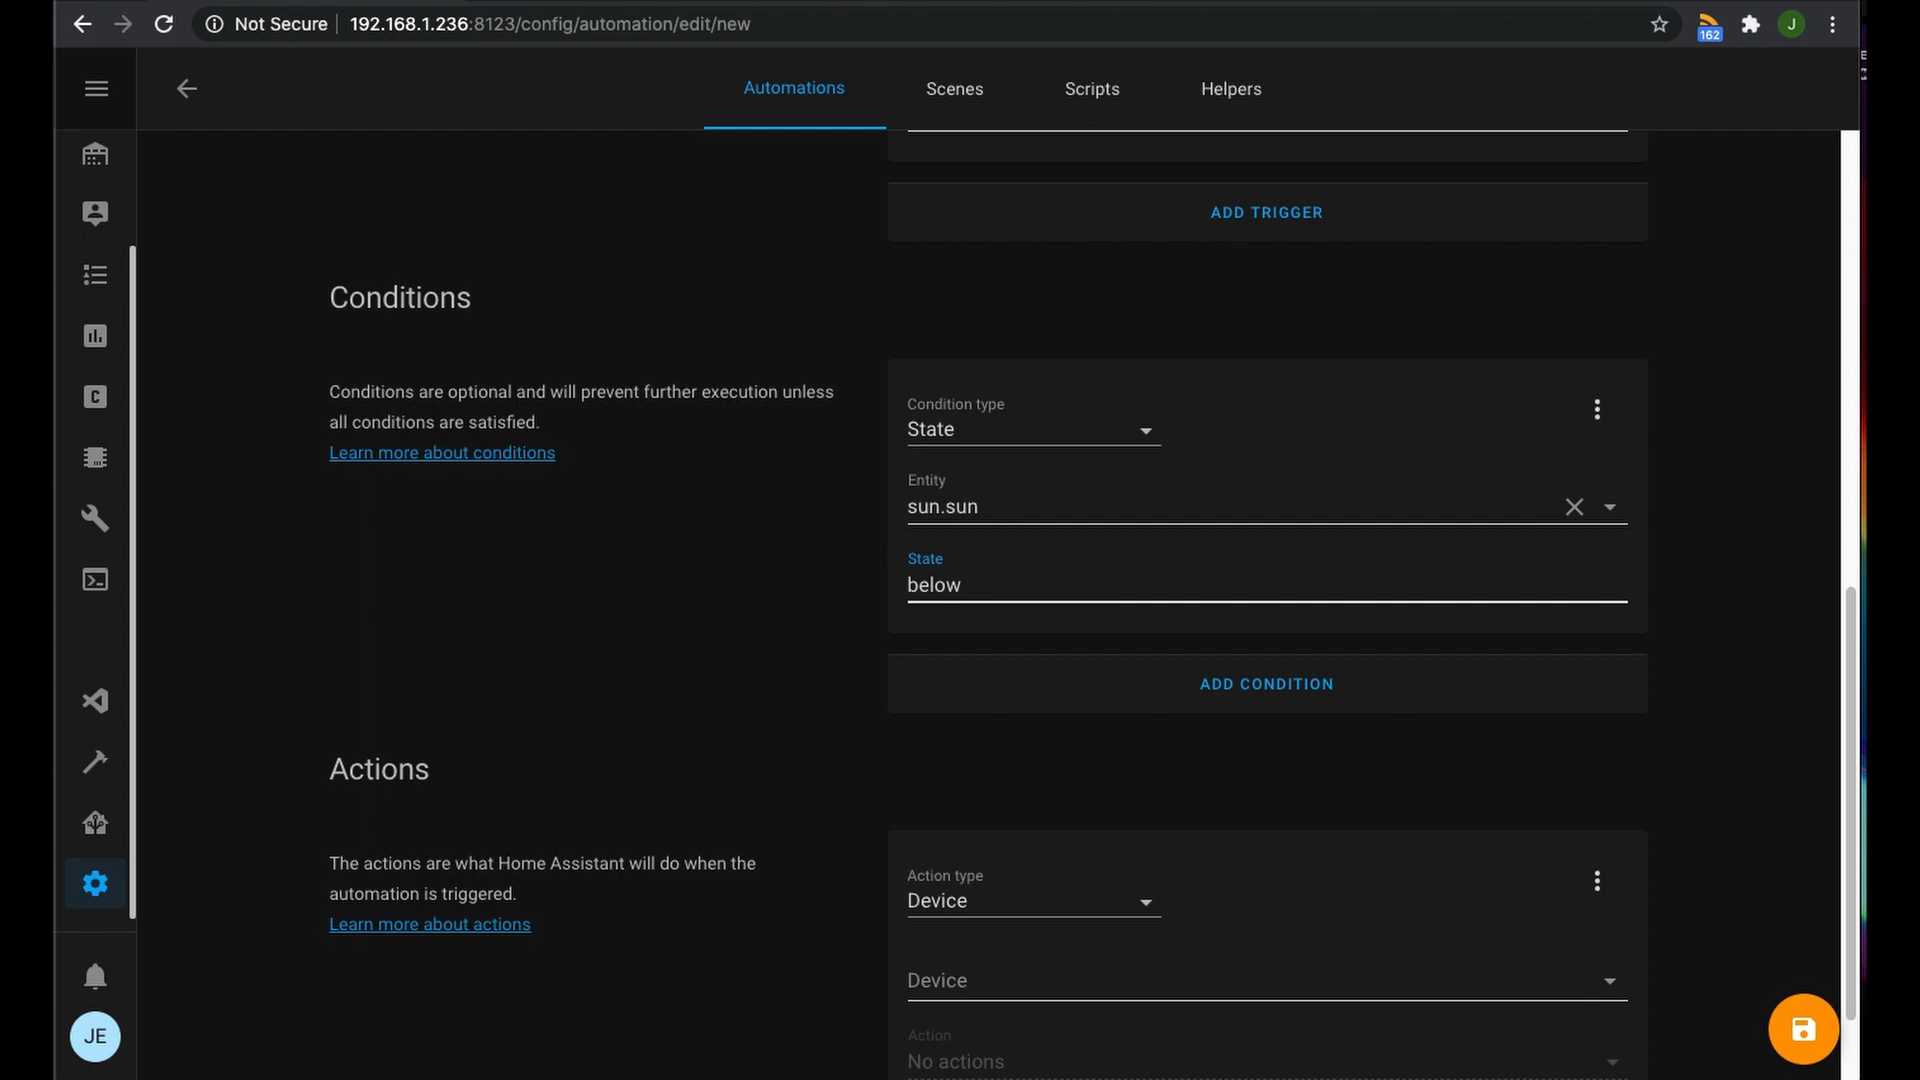 Not Secure
192.168.1.236:8123/config/automation/edit/new
162
J
Automations
Scenes
Scripts
Helpers
ADD TRIGGER
Conditions
Conditions are optional and will prevent further execution unless
all conditions are satisfied.
Learn more about conditions
Condition type
State
Entity
sun.sun
State
below
ADD CONDITION
Actions
The actions are what Home Assistant will do when the
automation is triggered.
Learn more about actions
Action type
Device
Device
Action
No actions
C
JE